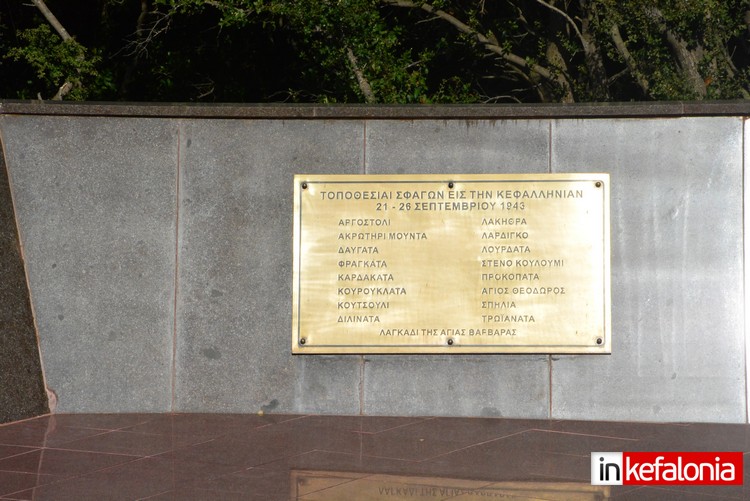 ΤΟΠΟΘΕΣΙΑΙ ΣΦΑΓΩΝ ΕΙΣ ΤΗΝ ΚΕΦΑΛΛΗΝΙΑΝ
21 - 26 ΣΕΠΤΕΜΒΡΙΟΥ 1943
ΑΡΓΟΣΤΟΛΙ
ΑΚΡΩΤΗΡΙ ΜΟΥΝΤΑ
ΔΑΥΓΑΤΑ
ΦΡΑΓΚΑΤΑ
ΚΑΡΔΑΚΑΤΑ
ΚΟΥΡΟΥΚΛΑΤΑ
ΚΟΥΤΣΟΥΛΙ
ΔΙΛΙΝΑΤΑ
ΛΑΚΗΘΡΑ
ΛΑΡΔΙΓΚΟ
ΛΟΥΡΔΑΤΑ
ΣΤΕΝΟ ΚΟΥΛΟΥΜΙ
ΠΡΟΚΟΠΑΤΑ
ΑΓΙΟΣ ΘΕΟΔΩΡΟΣ
ΣΠΗΛΙΑ
ΤΡΩΙΑΝΑΤΑ
ΛΑΓΚΑΔΙ ΤΗΣ ΑΓΙΑΣ ΒΑΡΒΑΡΑΣ
inkefalonia